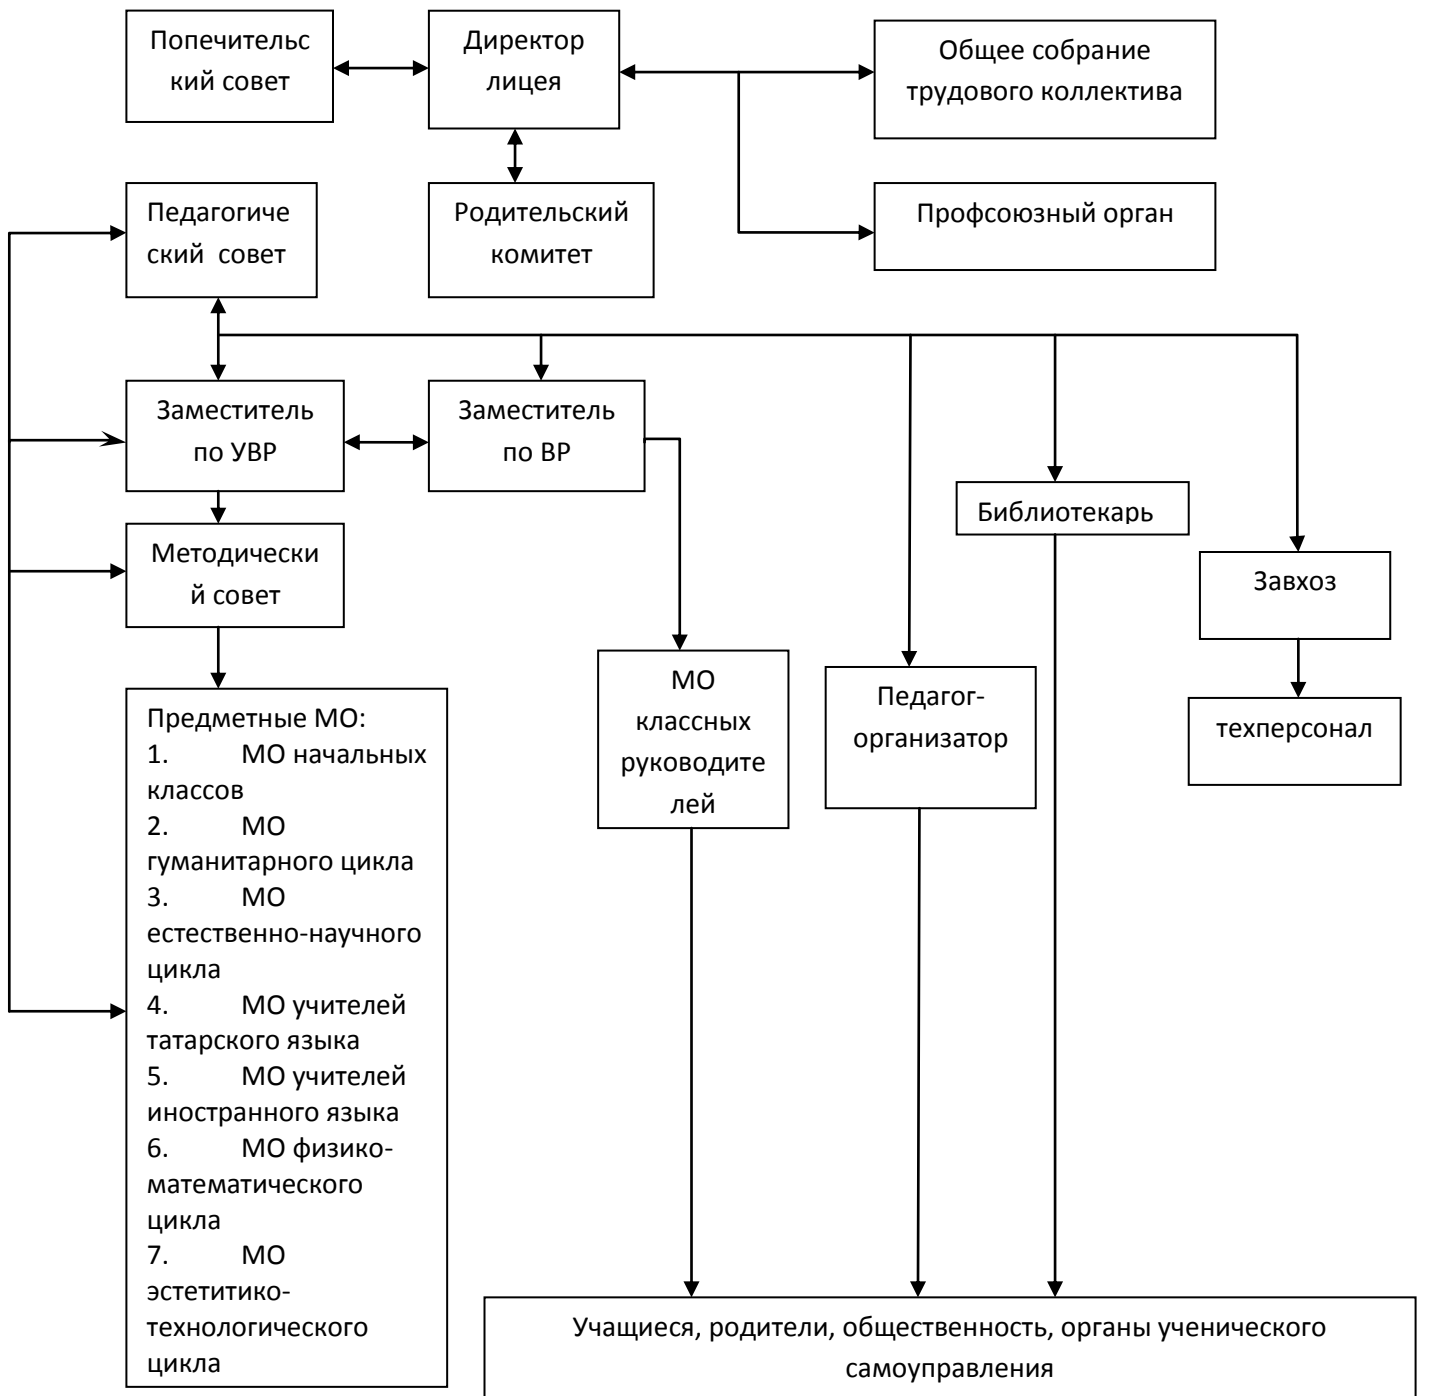 Попечительс
кий совет
Директор
лицея
Общее собрание
трудового коллектива
Педагогиче
ский совет
Родительский
комитет
Профсоюзный орган
Заместитель
по УВР
Заместитель
по ВР
Библиотекарь
Методически
й совет
Завхоз
МО
классных
руководите
лей
Педагог-
организатор
техперсонал
Предметные МО:
1. МО начальных
классов
2. МО
гуманитарного цикла
3. МО
естественно-научного
цикла
4. МО учителей
татарского языка
5. МО учителей
иностранного языка
6. МО физико-
математического
цикла
7. МО
эстетитико-
технологического
цикла
Учащиеся, родители, общественность, органы ученического
самоуправления